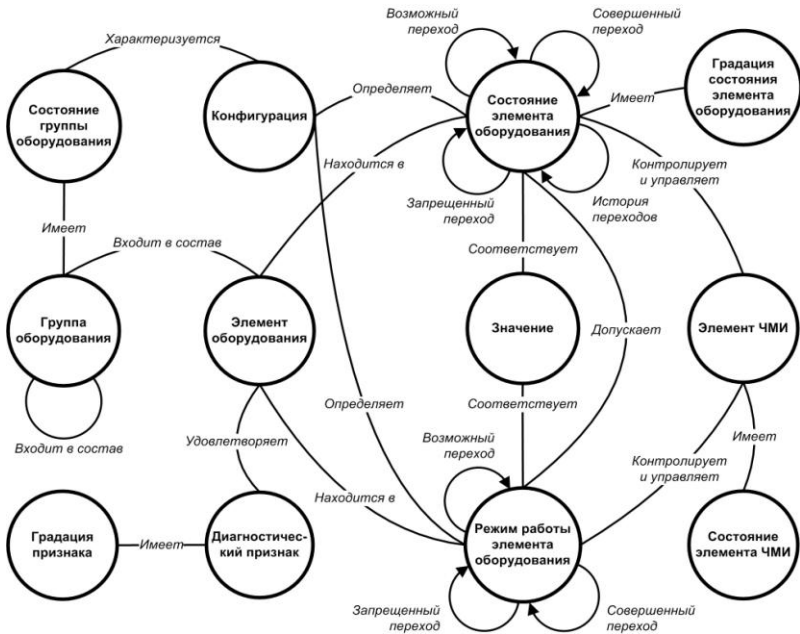 Возможный
переход
Совершенный
переход
Характеризуется
Градация
состояния
элемента
оборудования
Состояние
группы
оборудования
Конфигурация
Определяет
Состояние
элемента
оборудования
Имеет
Находится в
Контролирует
и управляет
Запрещенный
переход
История
переходов
Имеет
Входит в состав
Соответствует
Группа
оборудования
Элемент
оборудования
Значение
Допускает
Элемент ЧМИ
Определяет
Соответствует
Входит в состав
Удовлетворяет
Возможный
переход
Имеет
Контролирует
и управляет
Находится в
Градация
признака
Имеет
Диагностичес-
кий признак
Режим работы
элемента
оборудования
Состояние
элемента ЧМИ
Запрещенный
переход
Совершенный
переход